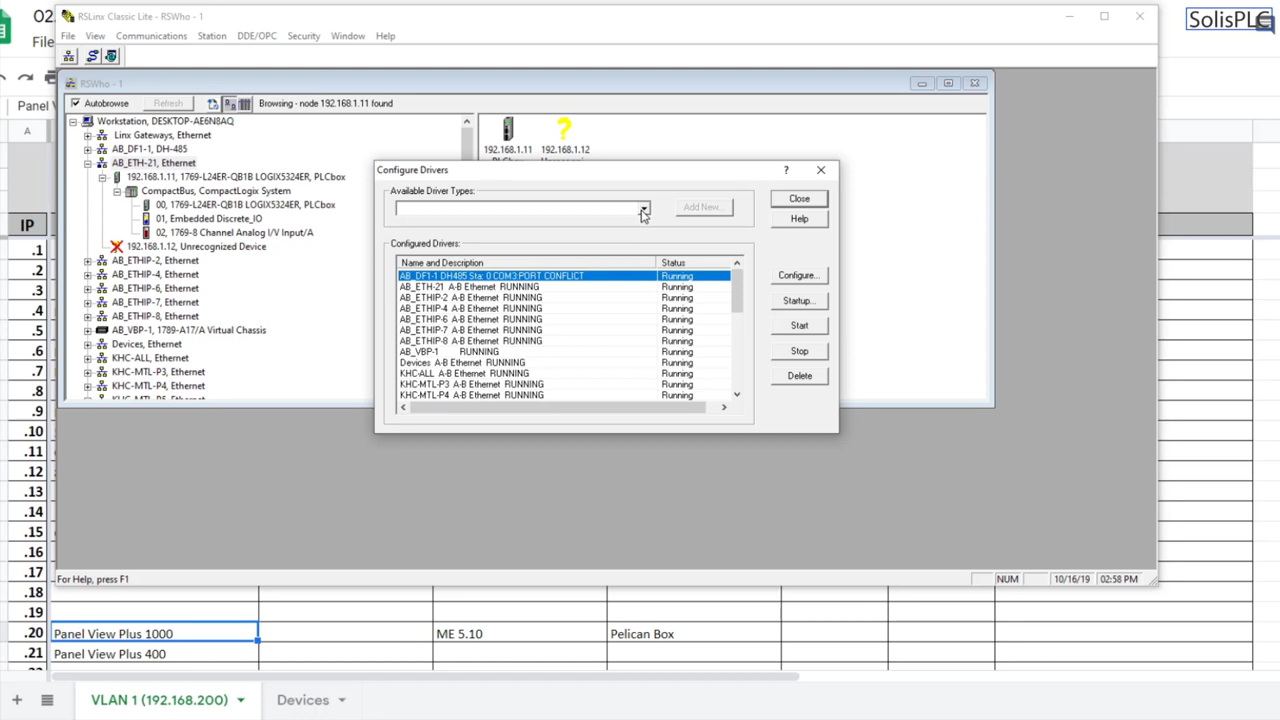 O2
File
RSLinx Classic Lite - RSWho - 1
SolisPLC
File View Communications Station DDE/OPC Security Window Help
RSWho - 1
Autobrowse Refresh Browsing - node 192.168.1.11 found
Panel V
A
IP
Workstation, DESKTOP-AE6N8AQ
Linx Gateways, Ethernet
AB_DF1-1, DH-485
AB_ETH-21, Ethernet
192.168.1.11, 1769-L24ER-QB1B LOGIX5324ER, PLCbox
CompactBus, CompactLogix System
00, 1769-L24ER-QB1B LOGIX5324ER, PLCbox
01, Embedded Discrete_IO
02, 1769-8 Channel Analog I/V Input/A
192.168.1.12, Unrecognized Device
AB_ETHIP-2, Ethernet
AB_ETHIP-4, Ethernet
AB_ETHIP-6, Ethernet
AB_ETHIP-7, Ethernet
AB_ETHIP-8, Ethernet
AB_VBP-1, 1789-A17/A Virtual Chassis
Devices, Ethernet
KHC-ALL, Ethernet
KHC-MTL-P3, Ethernet
KHC-MTL-P4, Ethernet
KHC-MTL-P5, Ethernet
192.168.1.11 192.168.1.12
Configure Drivers
? 
Available Driver Types:
Add New...
Close
Help
Configured Drivers:
Name and Description Status
AB_DF1-1 DH485 Sta: 0 COM3:PORT CONFLICT Running
AB_ETH-21 A-B Ethernet RUNNING Running
AB_ETHIP-2 A-B Ethernet RUNNING Running
AB_ETHIP-4 A-B Ethernet RUNNING Running
AB_ETHIP-6 A-B Ethernet RUNNING Running
AB_ETHIP-7 A-B Ethernet RUNNING Running
AB_ETHIP-8 A-B Ethernet RUNNING Running
AB_VBP-1 RUNNING Running
Devices A-B Ethernet RUNNING Running
KHC-ALL A-B Ethernet RUNNING Running
KHC-MTL-P3 A-B Ethernet RUNNING Running
KHC-MTL-P4 A-B Ethernet RUNNING Running
Configure...
Startup...
Start
Stop
Delete
For Help, press F1
NUM 10/16/19 02:58 PM
.1
.2
.3
.4
.5
.6
.7
.8
.9
.10
.11
.12
.13
.14
.15
.16
.17
.18
.19
.20 Panel View Plus 1000 ME 5.10 Pelican Box
.21 Panel View Plus 400
VLAN 1 (192.168.200) Devices